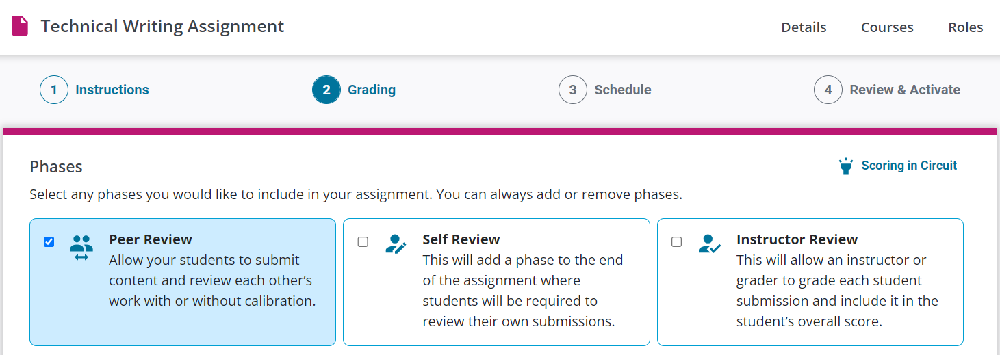 Technical Writing Assignment
Details
Courses
Roles
1 Instructions
2 Grading
3 Schedule
4 Review & Activate
Phases
Scoring in Circuit
Select any phases you would like to include in your assignment. You can always add or remove phases.
Peer Review
Allow your students to submit
content and review each other’s
work with or without calibration.
Self Review
This will add a phase to the end
of the assignment where
students will be required to
review their own submissions.
Instructor Review
This will allow an instructor or
grader to grade each student
submission and include it in the
student’s overall score.